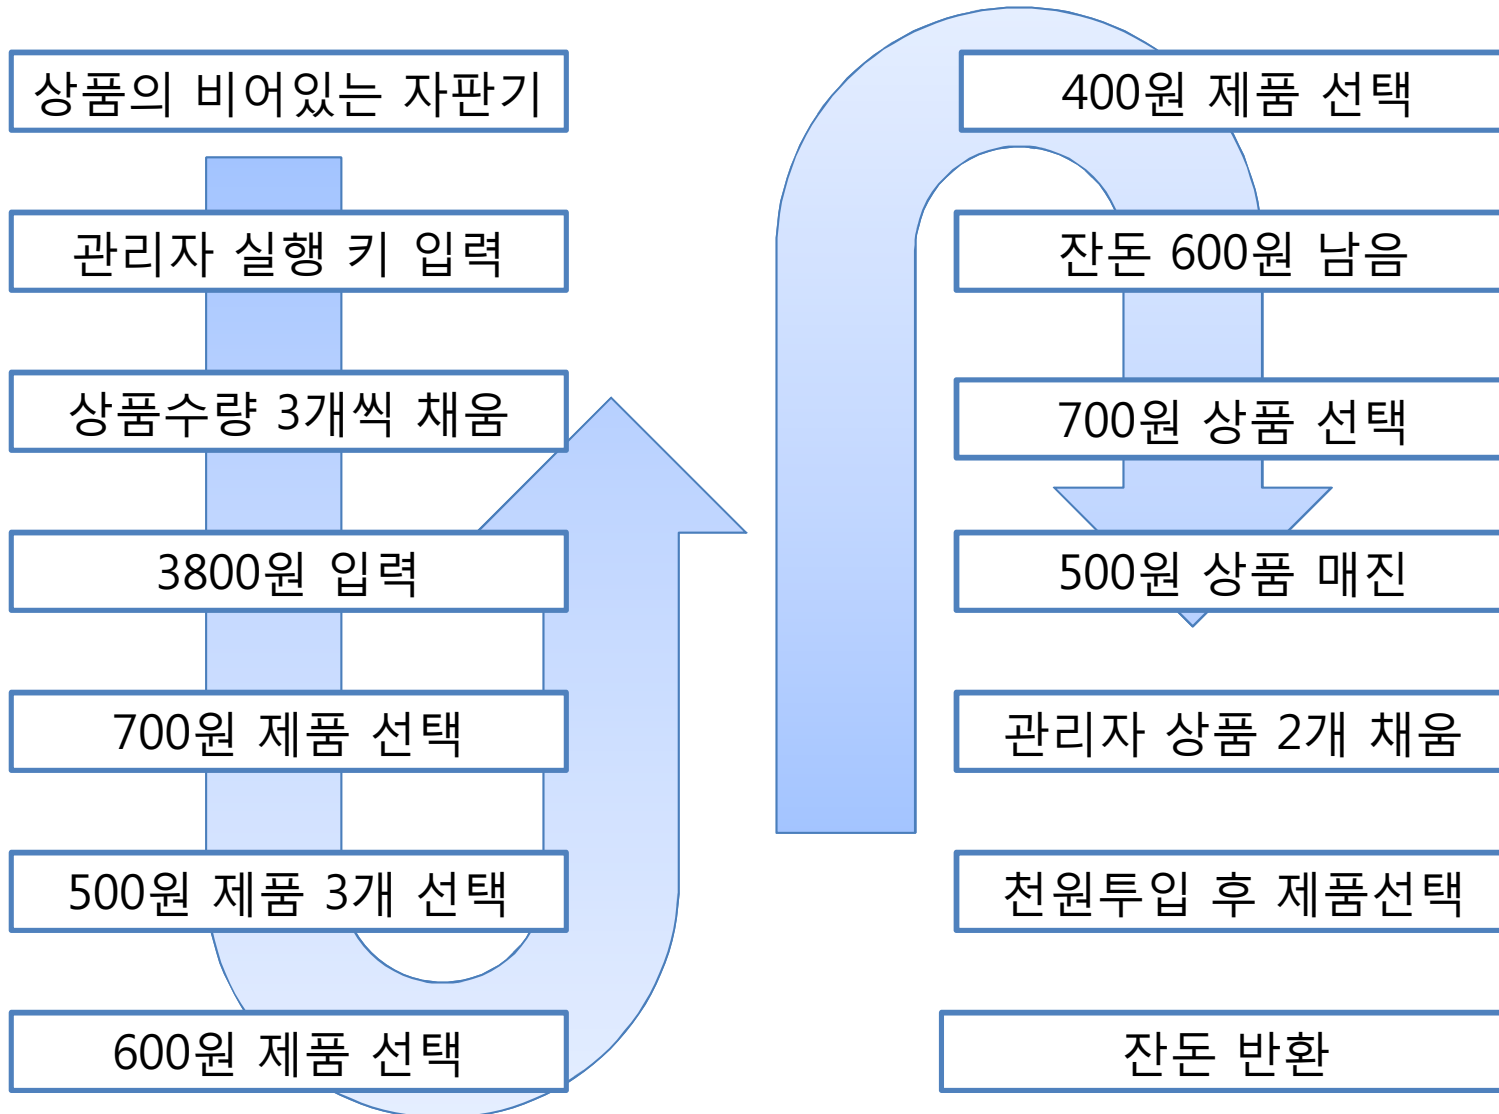 상품의 비어있는 자판기
관리자 실행 키 입력
상품수량 3개씩 채움
3800원 입력
700원 제품 선택
500원 제품 3개 선택
600원 제품 선택
400원 제품 선택
잔돈 600원 남음
700원 상품 선택
500원 상품 매진
관리자 상품 2개 채움
천원투입 후 제품선택
잔돈 반환